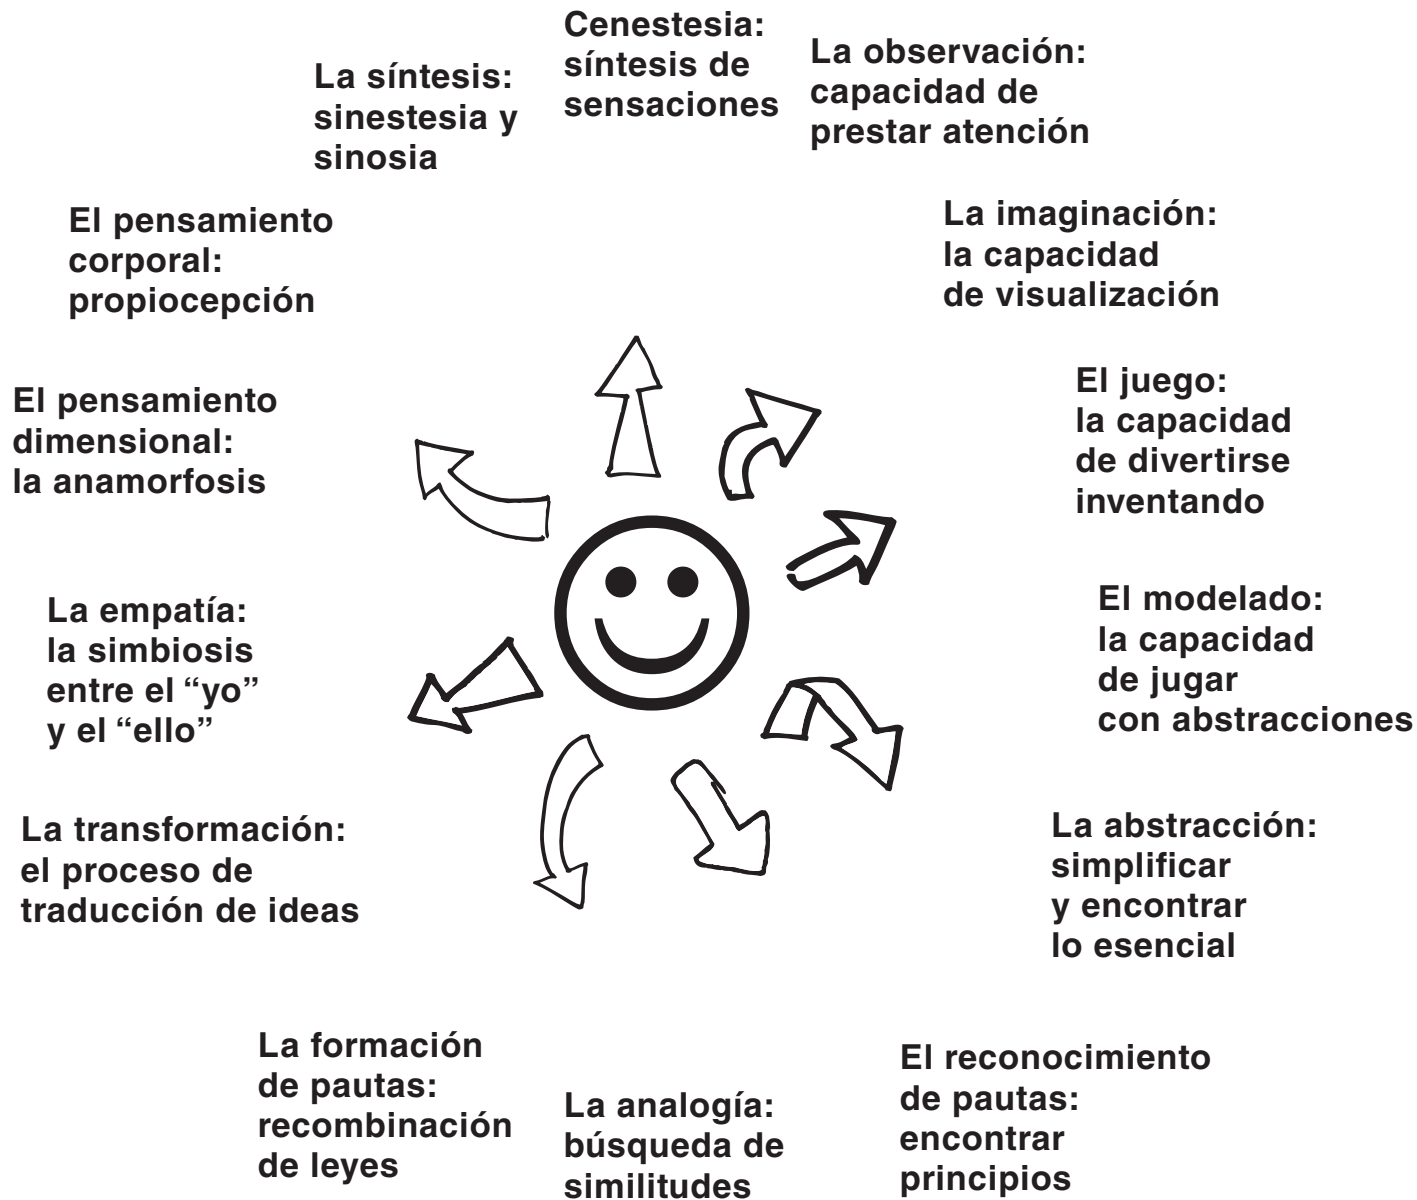 Cenestesia:
síntesis de
sensaciones
La observación:
capacidad de
prestar atención
La imaginación:
la capacidad
de visualización
El juego:
la capacidad
de divertirse
inventando
El modelado:
la capacidad
de jugar
con abstracciones
La abstracción:
simplificar
y encontrar
lo esencial
El reconocimiento
de pautas:
encontrar
principios
La analogía:
búsqueda de
similitudes
La formación
de pautas:
recombinación
de leyes
La transformación:
el proceso de
traducción de ideas
La empatía:
la simbiosis
entre el “yo”
y el “ello”
El pensamiento
dimensional:
la anamorfosis
El pensamiento
corporal:
propiocepción
La síntesis:
sinestesia y
sinosia